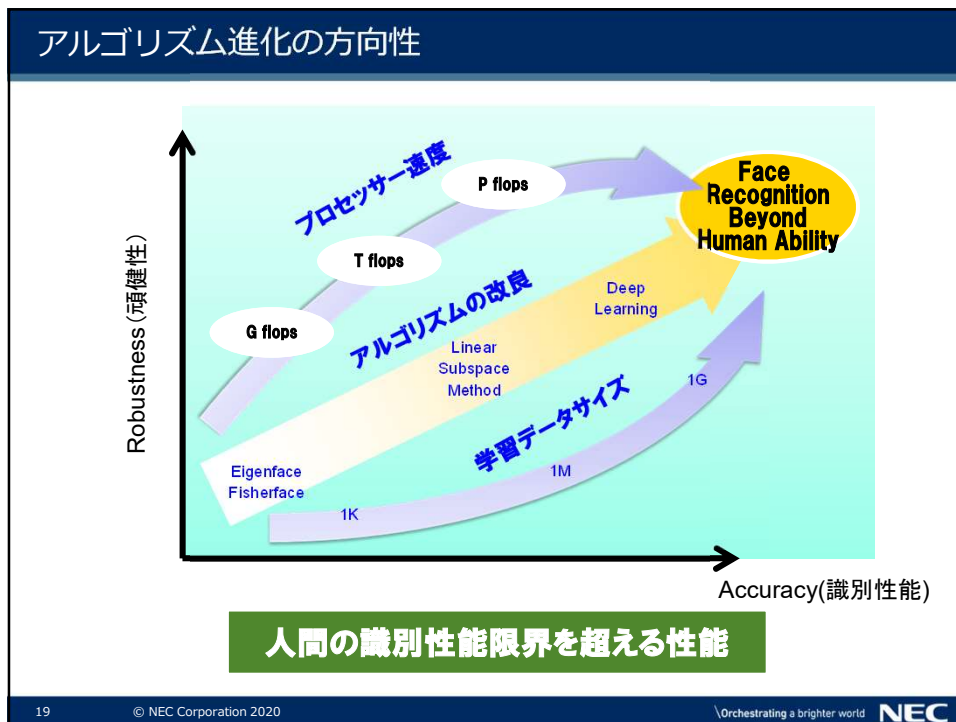 アルゴリズム進化の方向性
プロセッサー速度
P flops
T flops
G flops
Face
Recognition
Beyond
Human Ability
アルゴリズムの改良
Deep
Learning
Linear
Subspace
Method
Eigenface
Fisherface
学習データサイズ
1G
1M
1K
Robustness(頑健性)
Accuracy(識別性能)
人間の識別性能限界を超える性能
19 © NEC Corporation 2020
\Orchestrating a brighter world NEC